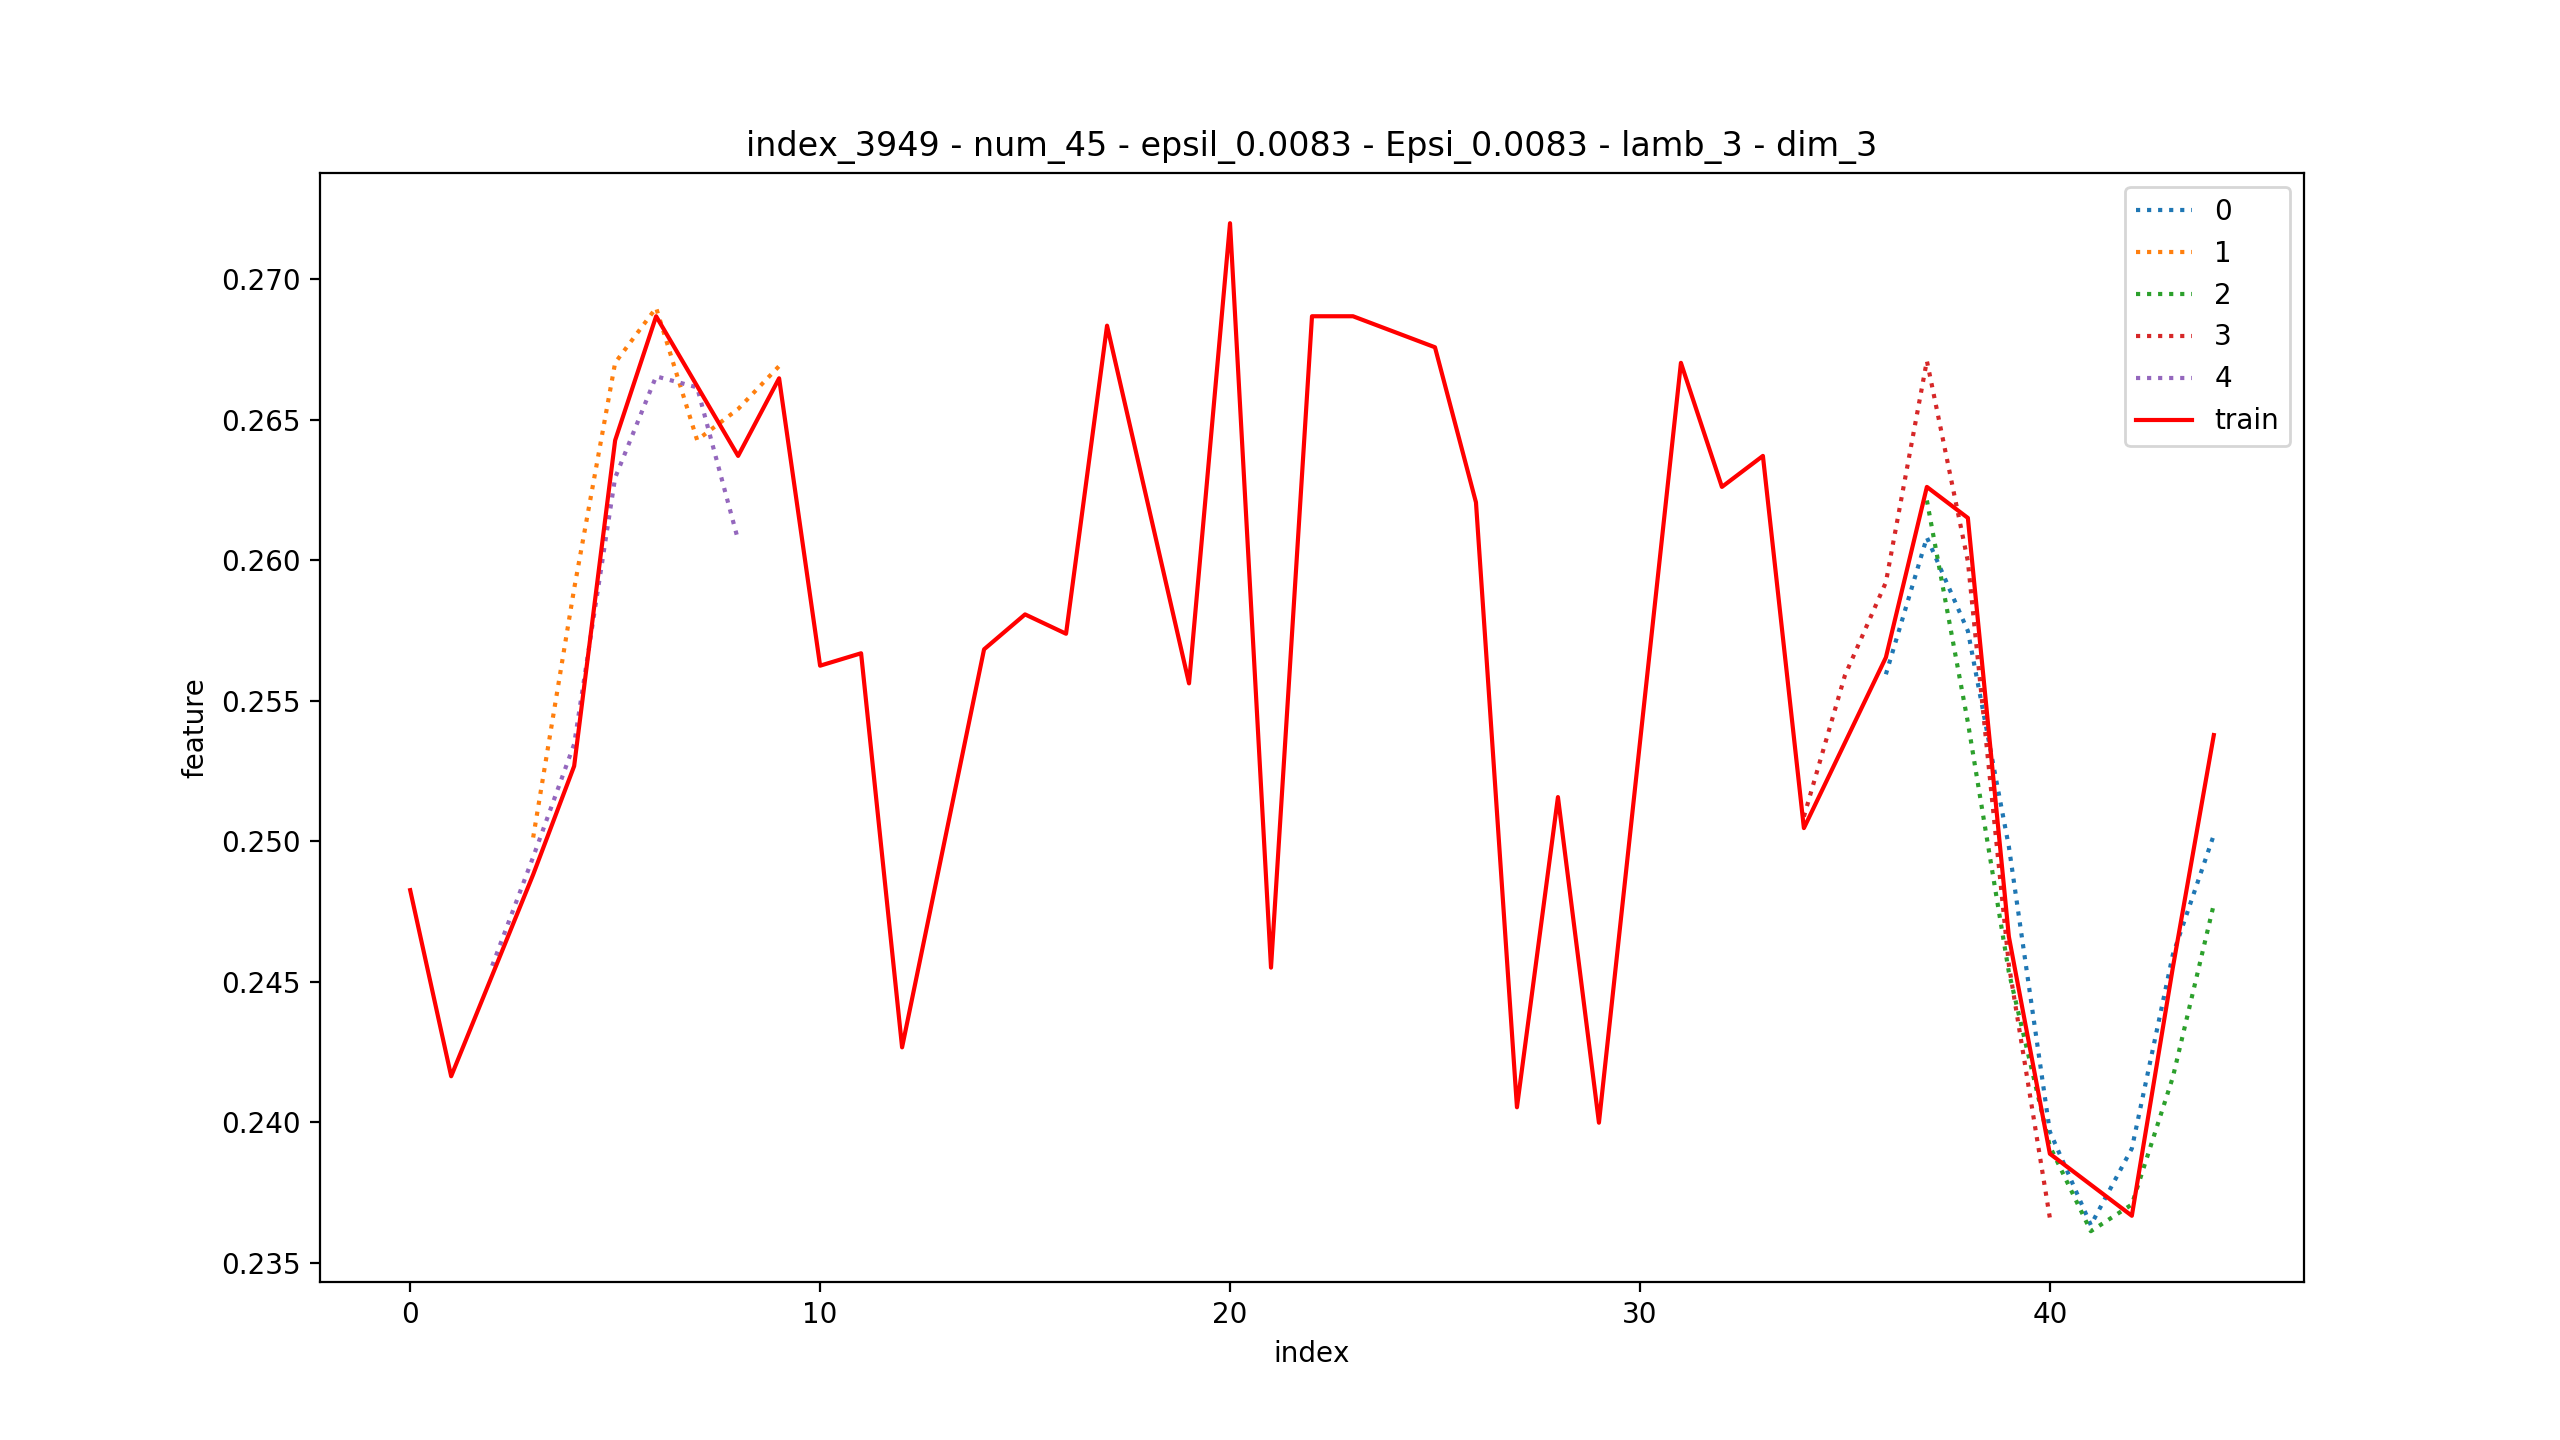 index_3949 - num_45 - epsil_0.0083 - Epsi_0.0083 - lamb_3 - dim_3
0
1
2
3
4
train
0.270
0.265
0.260
0.255
0.250
0.245
0.240
0.235
feature
0 10 20 30 40
index